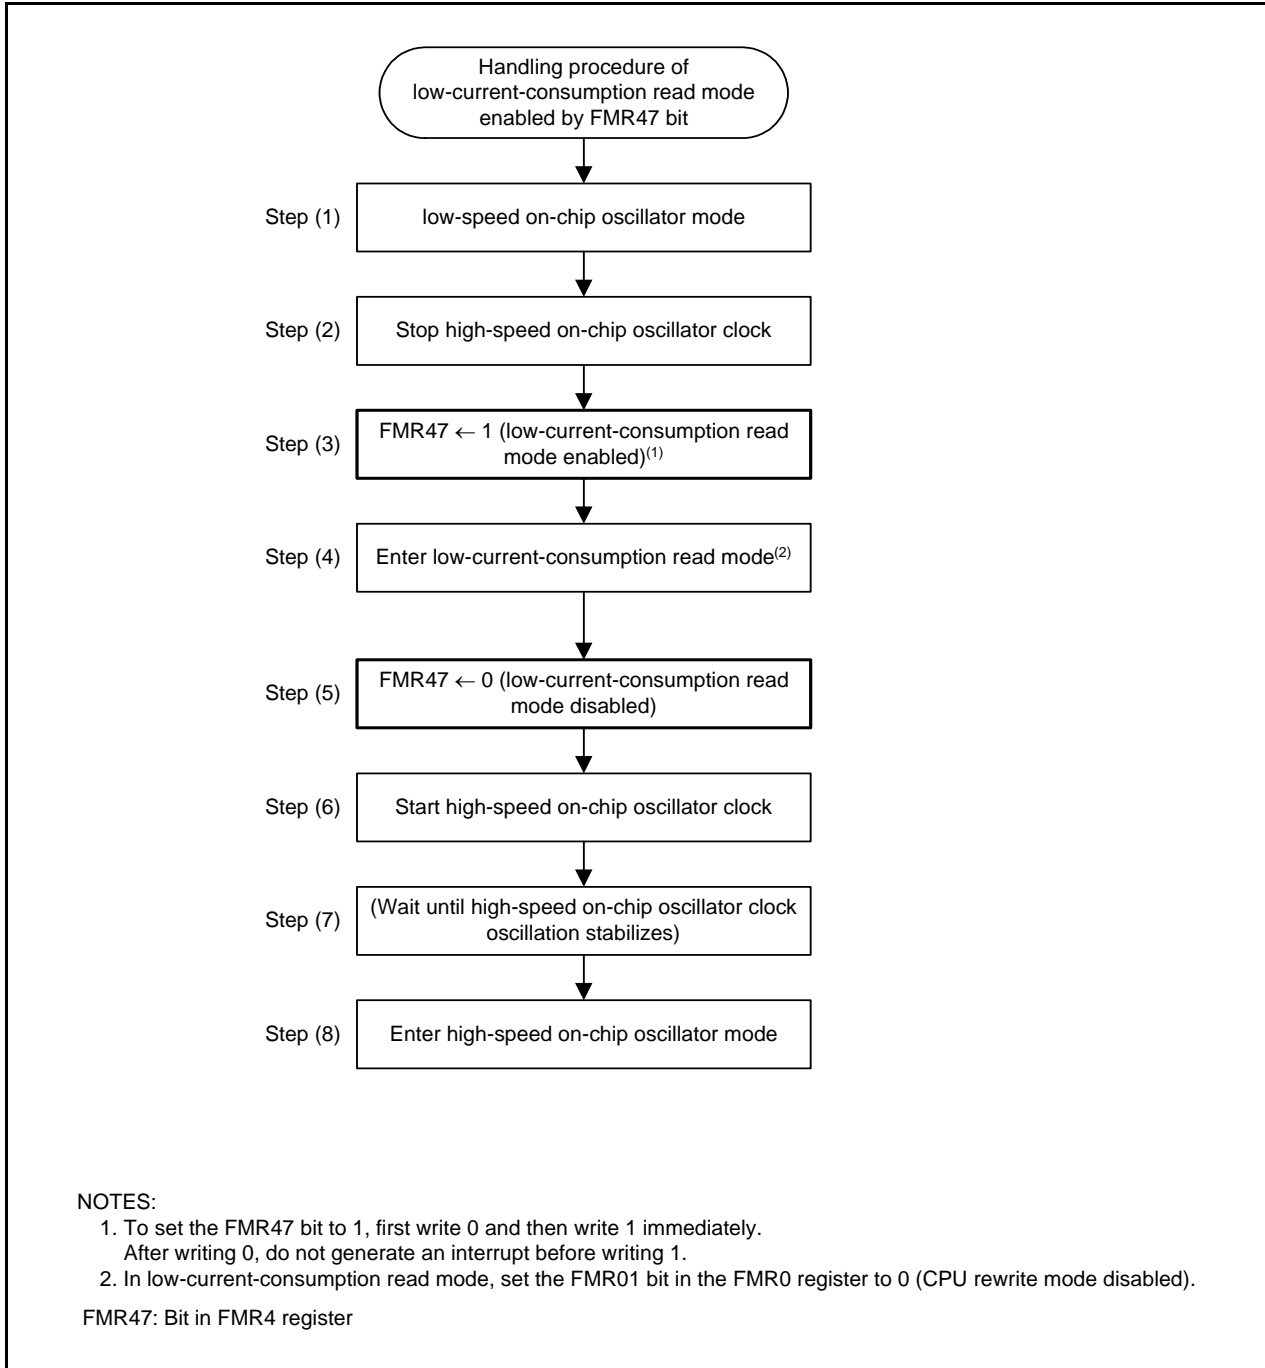 Handling procedure of
low-current-consumption read mode
enabled by FMR47 bit
Step (1)
low-speed on-chip oscillator mode
Step (2)
Stop high-speed on-chip oscillator clock
Step (3)
FMR47 ← 1 (low-current-consumption read
mode enabled)(1)
Step (4)
Enter low-current-consumption read mode(2)
Step (5)
FMR47 ← 0 (low-current-consumption read
mode disabled)
Step (6)
Start high-speed on-chip oscillator clock
Step (7)
(Wait until high-speed on-chip oscillator clock
oscillation stabilizes)
Step (8)
Enter high-speed on-chip oscillator mode
NOTES:
1. To set the FMR47 bit to 1, first write 0 and then write 1 immediately.
After writing 0, do not generate an interrupt before writing 1.
2. In low-current-consumption read mode, set the FMR01 bit in the FMR0 register to 0 (CPU rewrite mode disabled).
FMR47: Bit in FMR4 register